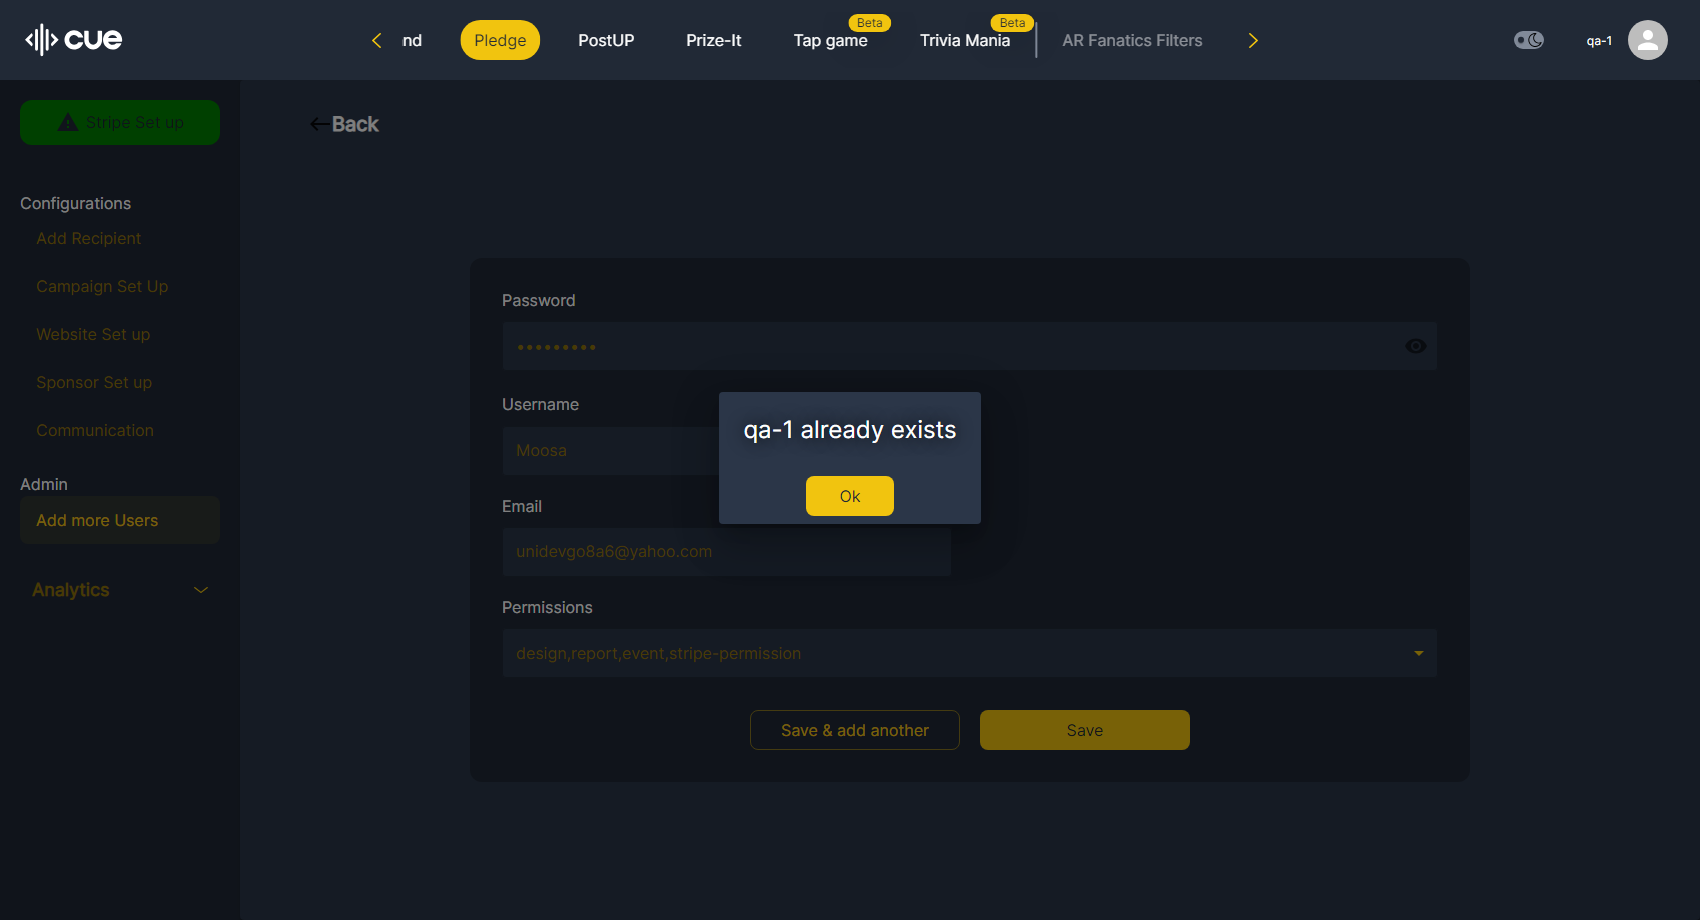 cue
nd
Pledge
PostUP
Prize-It
Tap game
Beta
Trivia Mania
Beta
AR Fanatics Filters
qa-1
Stripe Set up
Back
Configurations
Add Recipient
Campaign Set Up
Website Set up
Sponsor Set up
Communication
Admin
Add more Users
Analytics
Password
•••••••••
Username
Moosa
qa-1 already exists
Ok
Email
unidevgo8a6@yahoo.com
Permissions
design,report,event,stripe-permission
Save & add another
Save